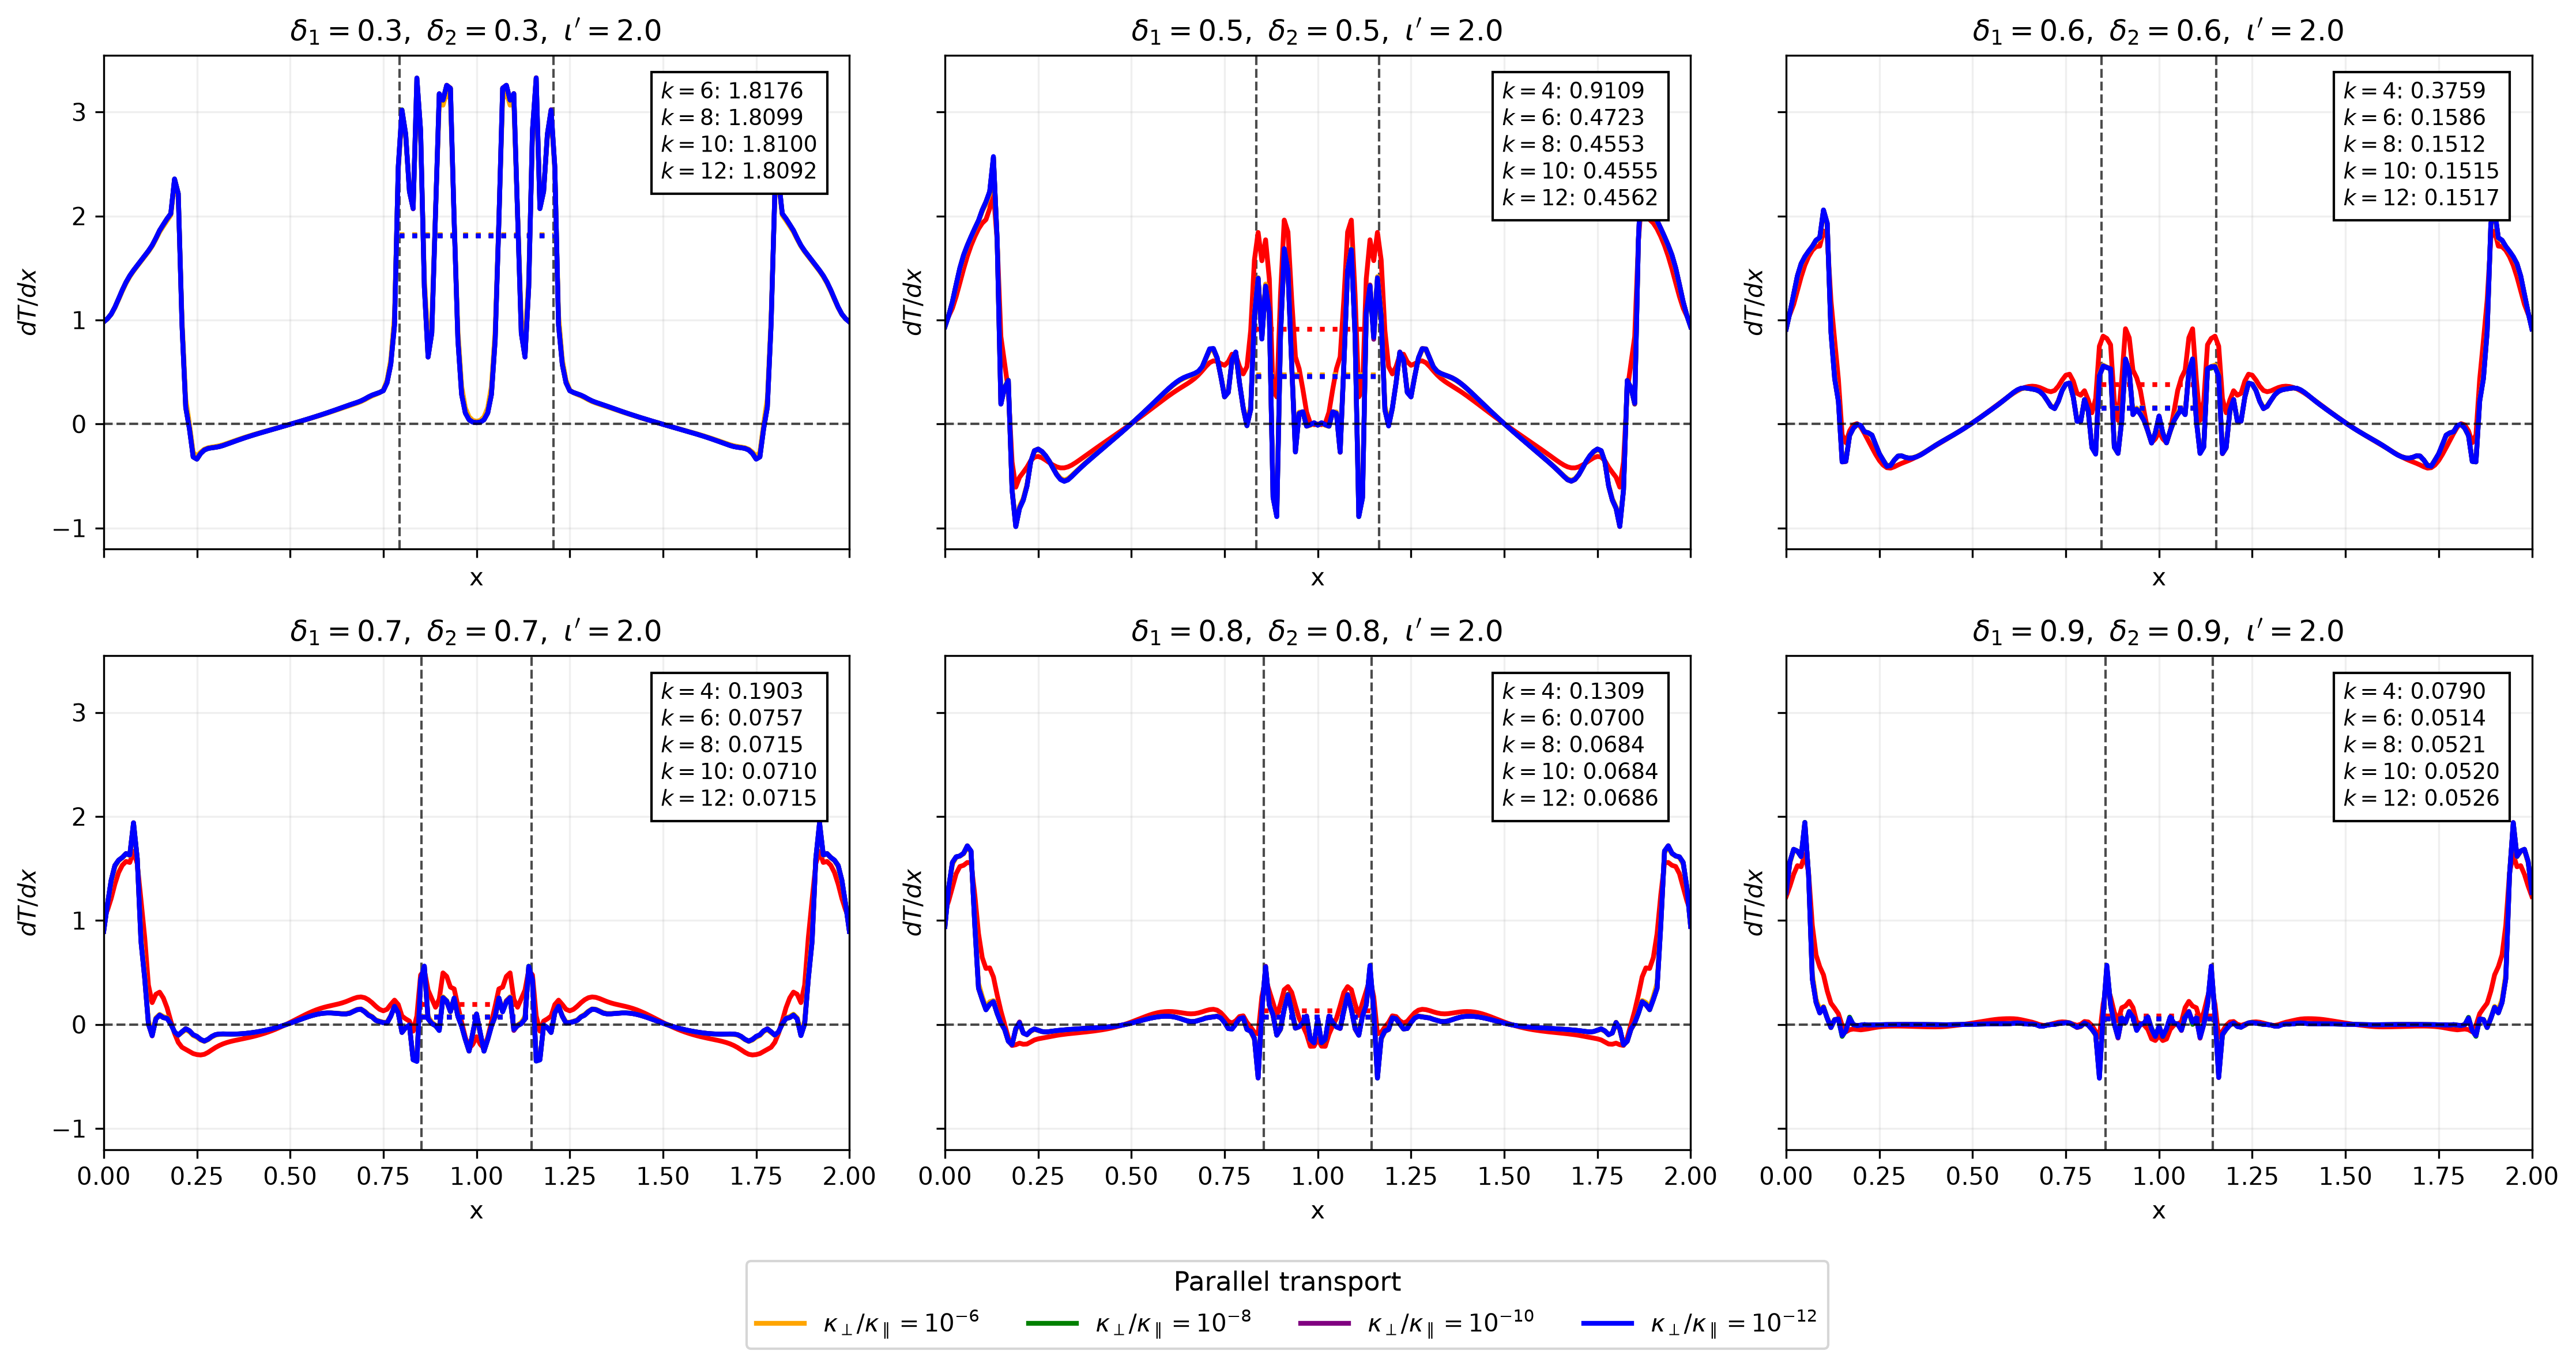 δ₁ = 0.3, δ₂ = 0.3, ι′ = 2.0
k = 6: 1.8176
k = 8: 1.8099
k = 10: 1.8100
k = 12: 1.8092
3
2
1
0
−1
dT/dx
x
δ₁ = 0.5, δ₂ = 0.5, ι′ = 2.0
k = 4: 0.9109
k = 6: 0.4723
k = 8: 0.4553
k = 10: 0.4555
k = 12: 0.4562
dT/dx
x
δ₁ = 0.6, δ₂ = 0.6, ι′ = 2.0
k = 4: 0.3759
k = 6: 0.1586
k = 8: 0.1512
k = 10: 0.1515
k = 12: 0.1517
dT/dx
x
δ₁ = 0.7, δ₂ = 0.7, ι′ = 2.0
k = 4: 0.1903
k = 6: 0.0757
k = 8: 0.0715
k = 10: 0.0710
k = 12: 0.0715
3
2
1
0
−1
dT/dx
0.00 0.25 0.50 0.75 1.00 1.25 1.50 1.75 2.00
x
δ₁ = 0.8, δ₂ = 0.8, ι′ = 2.0
k = 4: 0.1309
k = 6: 0.0700
k = 8: 0.0684
k = 10: 0.0684
k = 12: 0.0686
dT/dx
0.00 0.25 0.50 0.75 1.00 1.25 1.50 1.75 2.00
x
δ₁ = 0.9, δ₂ = 0.9, ι′ = 2.0
k = 4: 0.0790
k = 6: 0.0514
k = 8: 0.0521
k = 10: 0.0520
k = 12: 0.0526
dT/dx
0.00 0.25 0.50 0.75 1.00 1.25 1.50 1.75 2.00
x
Parallel transport
κ⊥/κ∥ = 10⁻⁶ κ⊥/κ∥ = 10⁻⁸ κ⊥/κ∥ = 10⁻¹⁰ κ⊥/κ∥ = 10⁻¹²